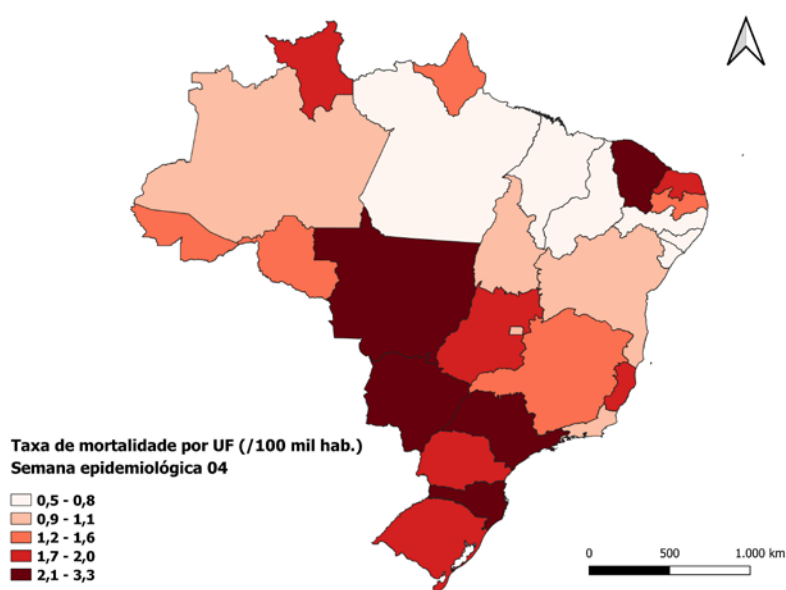 Taxa de mortalidade por UF (/100 mil hab.)
Semana epidemiológica 04
0,5 - 0,8
0,9 - 1,1
1,2 - 1,6
1,7 - 2,0
2,1 - 3,3
0 500 1.000 km